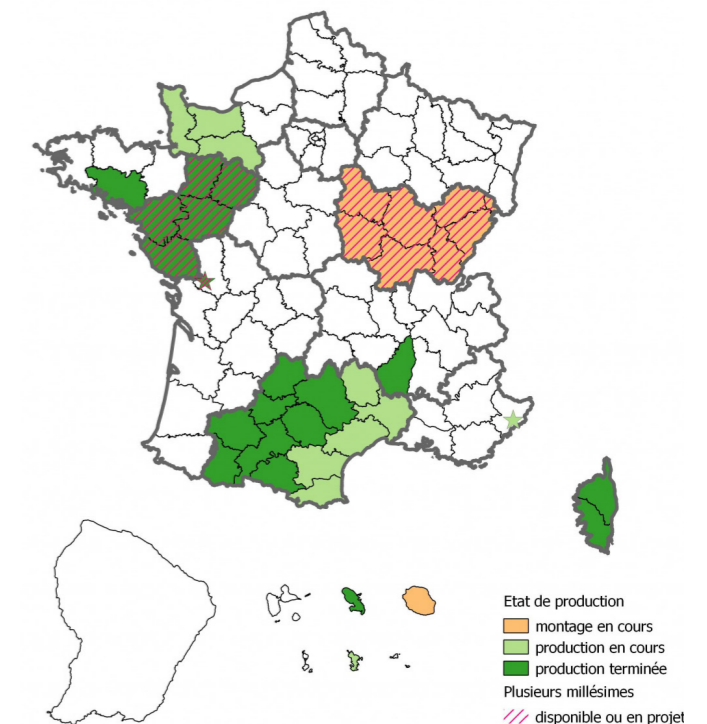 Etat de production
montage en cours
production en cours
production terminée
Plusieurs millésimes
disponible ou en projet